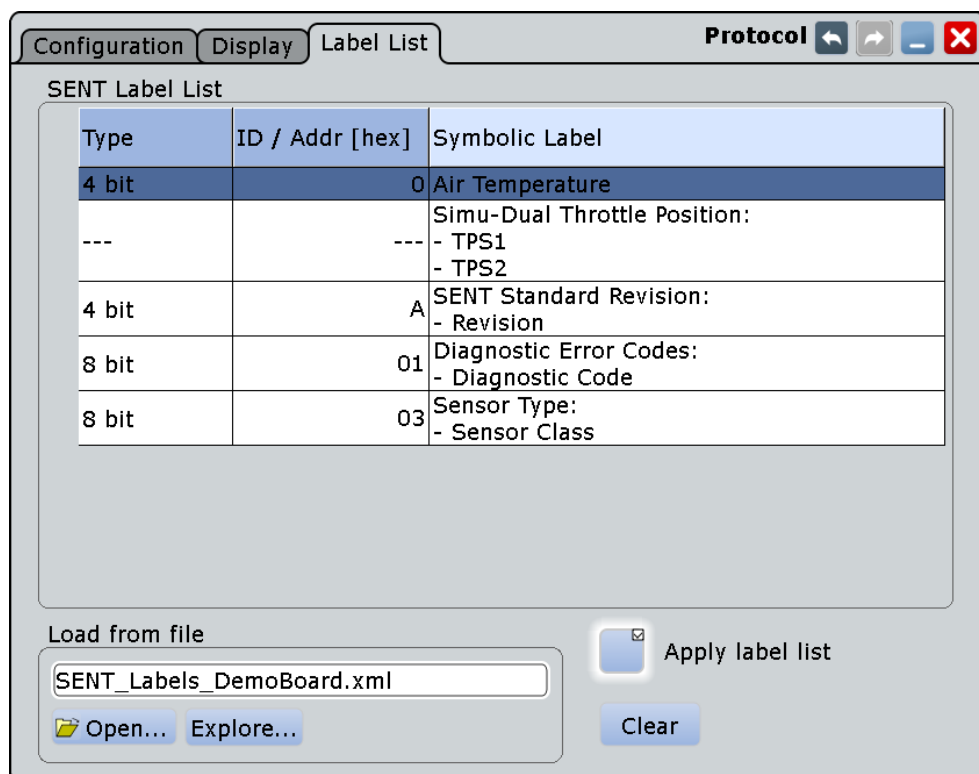 Configuration Display Label List Protocol
SENT Label List
Type ID / Addr [hex] Symbolic Label
4 bit 0 Air Temperature
Simu-Dual Throttle Position:
--- --- - TPS1
- TPS2
4 bit A SENT Standard Revision:
- Revision
8 bit 01 Diagnostic Error Codes:
- Diagnostic Code
8 bit 03 Sensor Type:
- Sensor Class
Load from file
SENT_Labels_DemoBoard.xml
Open... Explore...
Apply label list
Clear